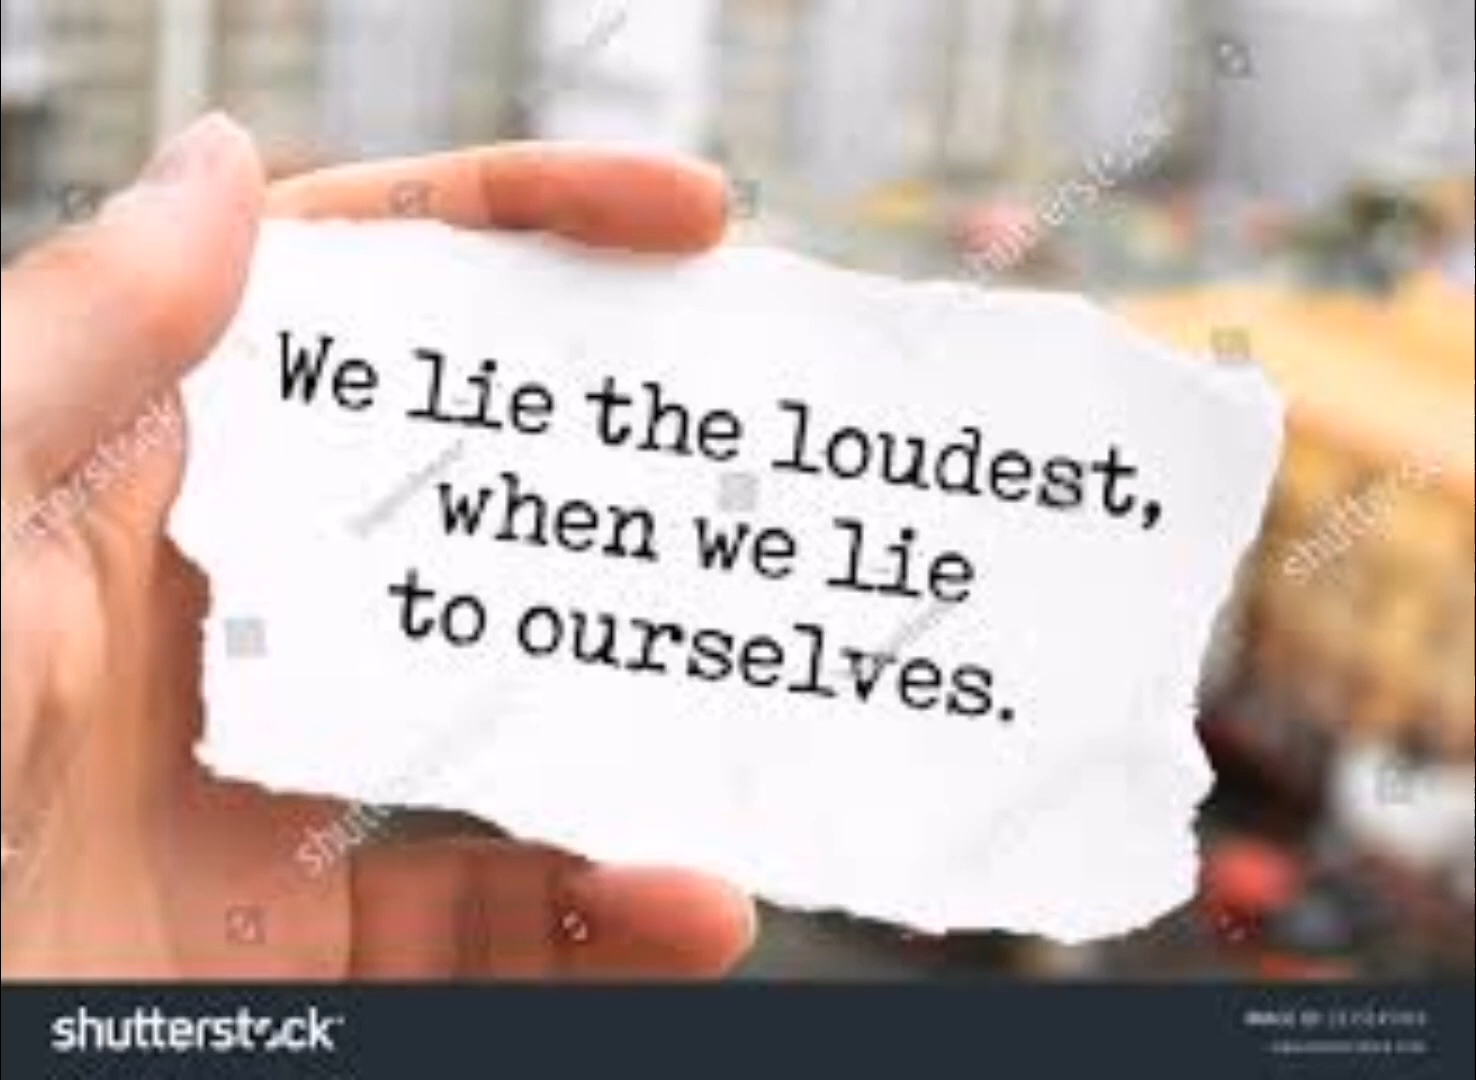 We lie the loudest,
when we lie
to ourselves.
shutterstock